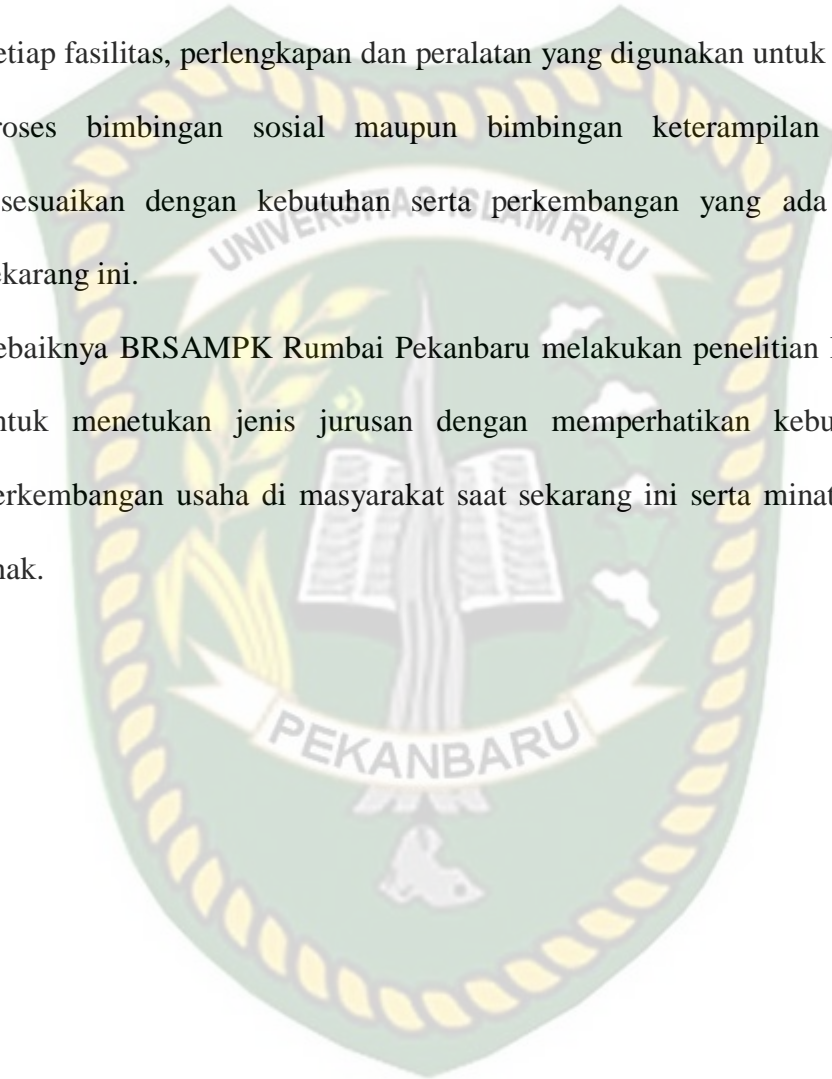 etiap fasilitas, perlengkapan dan peralatan yang digunakan untuk
roses bimbingan sosial maupun bimbingan keterampilan
sesuaikan dengan kebutuhan serta perkembangan yang ada
ekarang ini.
ebaiknya BRSAMPK Rumbai Pekanbaru melakukan penelitian
ntuk menetukan jenis jurusan dengan memperhatikan kebu
erkembangan usaha di masyarakat saat sekarang ini serta minat
nak.
UNIVERSITAS ISLAM RIAU
PEKANBARU